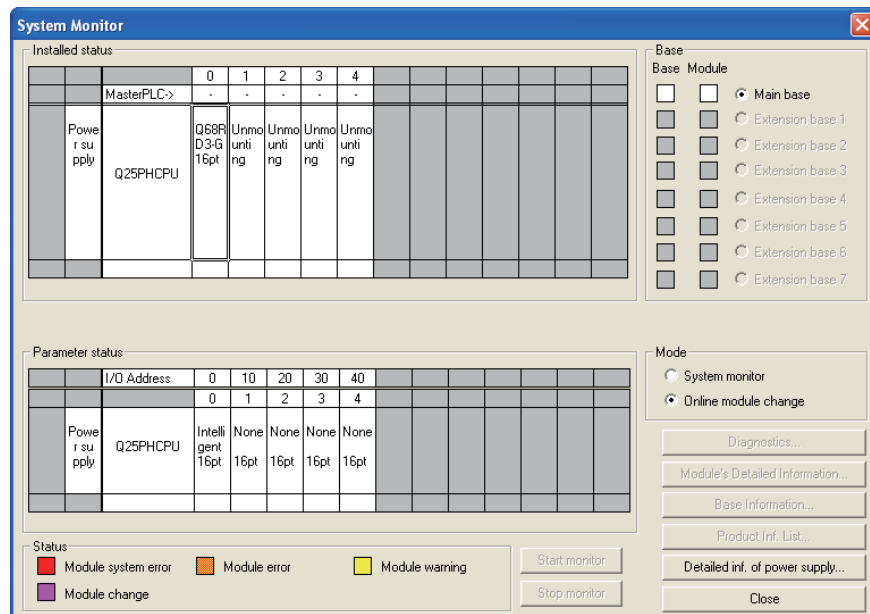 System Monitor
Installed status
0 1 2 3 4
MasterPLC-> - - - - -
Powe Q68R Unmo Unmo Unmo Unmo
r su D3-G unti unti unti unti
pply 16pt ng ng ng ng
Q25PHCPU
Base
Base Module
Main base
Extension base 1
Extension base 2
Extension base 3
Extension base 4
Extension base 5
Extension base 6
Extension base 7
Parameter status
I/O Address 0 10 20 30 40
0 1 2 3 4
Powe Intelli None None None None
r su Q25PHCPU gent
pply 16pt 16pt 16pt 16pt 16pt
Mode
System monitor
Online module change
Diagnostics...
Module's Detailed Information...
Base Information...
Product Inf. List...
Detailed inf. of power supply...
Close
Status
Module system error Module error Module warning
Module change
Start monitor
Stop monitor